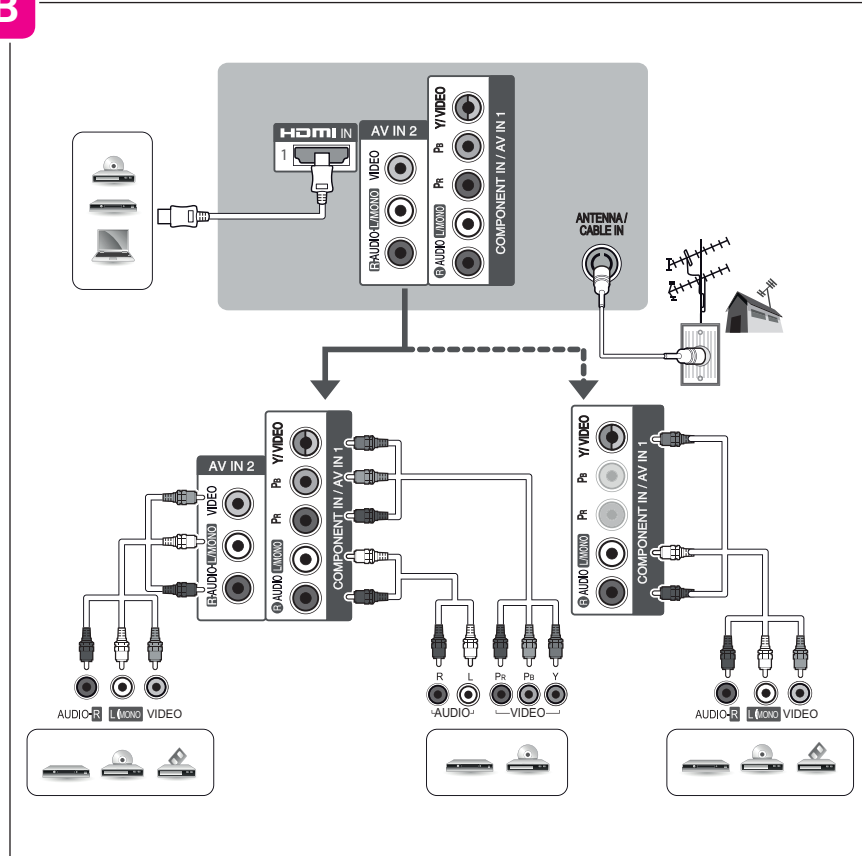 B
HDMI IN
1
AV IN 2
VIDEO
L/MONO
R-AUDIO-
Y/VIDEO
PB
PR
L/MONO
R AUDIO
COMPONENT IN / AV IN 1
ANTENNA /
CABLE IN
AV IN 2
VIDEO
L/MONO
R-AUDIO-
Y/VIDEO
PB
PR
L/MONO
R AUDIO
COMPONENT IN / AV IN 1
Y/VIDEO
PB
PR
L/MONO
R AUDIO
COMPONENT IN / AV IN 1
AUDIO-R L(MONO VIDEO
R L PR PB Y
AUDIO VIDEO
AUDIO-R L(MONO VIDEO